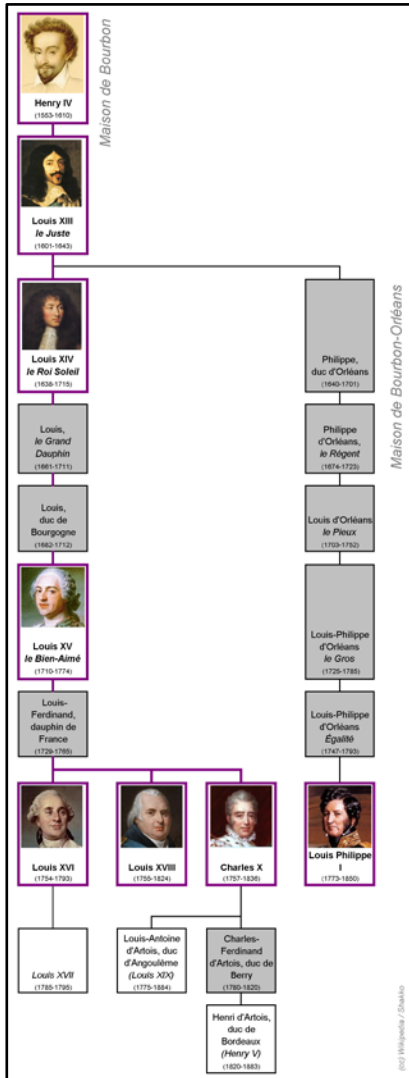 Maison de Bourbon
Henry IV
(1553-1610)
Louis XIII
le Juste
(1601-1643)
Louis XIV
le Roi Soleil
(1638-1715)
Philippe,
duc d'Orléans
(1640-1701)
Maison de Bourbon-Orléans
Louis,
le Grand
Dauphin
(1661-1711)
Philippe
d'Orléans,
le Régent
(1674-1723)
Louis,
duc de
Bourgogne
(1682-1712)
Louis d'Orléans
le Pieux
(1703-1752)
Louis XV
le Bien-Aimé
(1710-1774)
Louis-Philippe
d'Orléans
le Gros
(1725-1785)
Louis-
Ferdinand,
dauphin de
France
(1729-1765)
Louis-Philippe
d'Orléans
Égalité
(1747-1793)
Louis XVI
(1754-1793)
Louis XVIII
(1755-1824)
Charles X
(1757-1836)
Louis Philippe
I
(1773-1850)
Louis XVII
(1785-1795)
Louis-Antoine
d'Artois, duc
d'Angoulême
(Louis XIX)
(1775-1884)
Charles-
Ferdinand
d'Artois, duc de
Berry
(1780-1820)
Henri d'Artois,
duc de
Bordeaux
(Henry V)
(1820-1883)
(cc) Wikipedia / Shakko